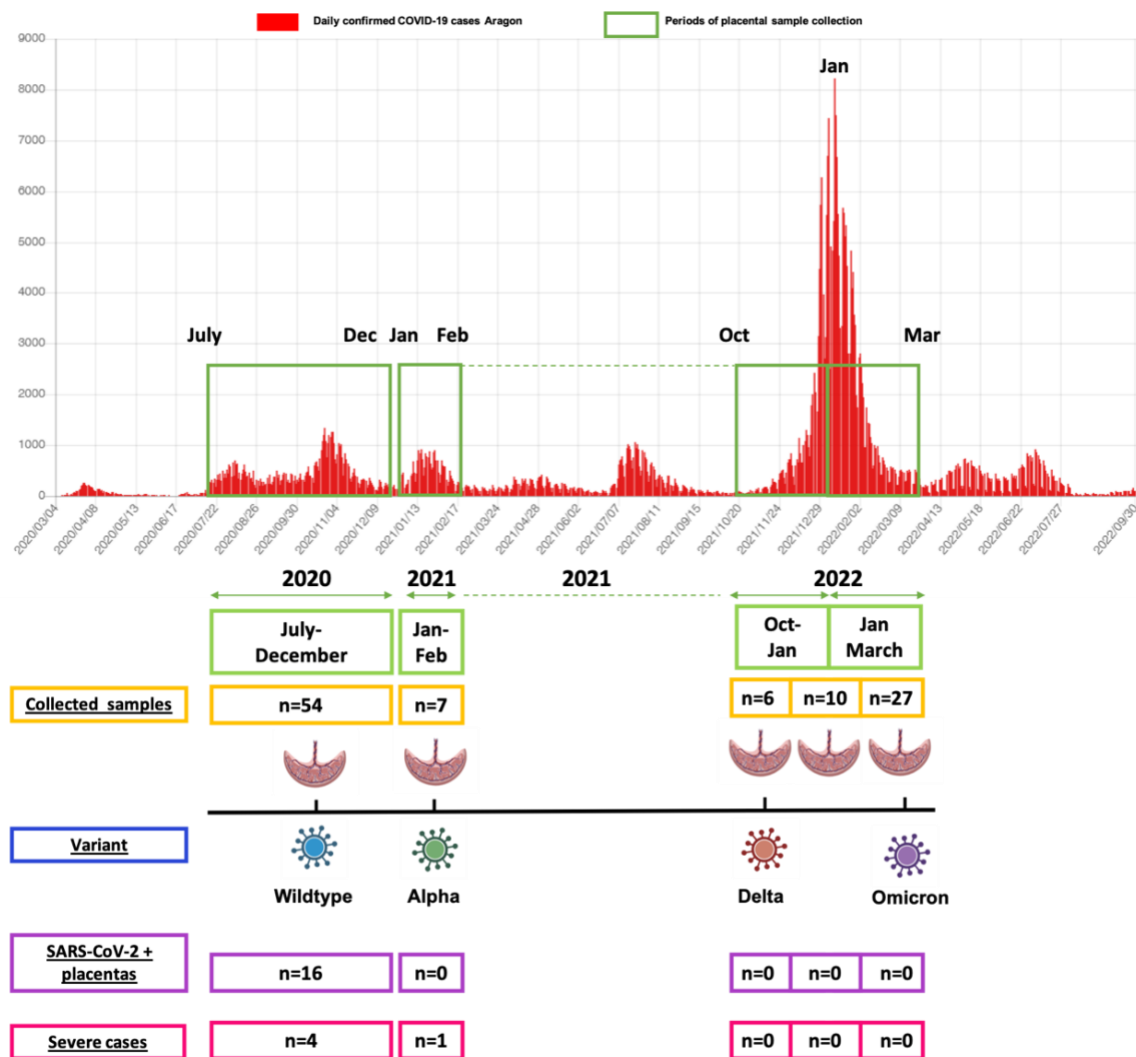 Daily confirmed COVID-19 cases Aragon Periods of placental sample collection
9000
Jan
8000
7000
6000
5000
4000
July Dec Jan Feb Oct Mar
3000
2000
1000
0
2020/03/04 2020/04/08 2020/05/13 2020/06/17 2020/07/22 2020/08/26 2020/09/30 2020/11/04 2020/12/09 2021/01/13 2021/02/17 2021/03/24 2021/04/28 2021/06/02 2021/07/07 2021/08/11 2021/09/15 2021/10/20 2021/11/24 2021/12/29 2022/02/02 2022/03/09 2022/04/13 2022/05/18 2022/06/22 2022/07/27 2022/09/30
2020 2021 2021 2022
July-
December
Jan-
Feb
Oct-
Jan
Jan
March
Collected samples n=54 n=7 n=6 n=10 n=27
Variant
Wildtype Alpha Delta Omicron
SARS-CoV-2 +
placentas
n=16 n=0 n=0 n=0 n=0
Severe cases n=4 n=1 n=0 n=0 n=0